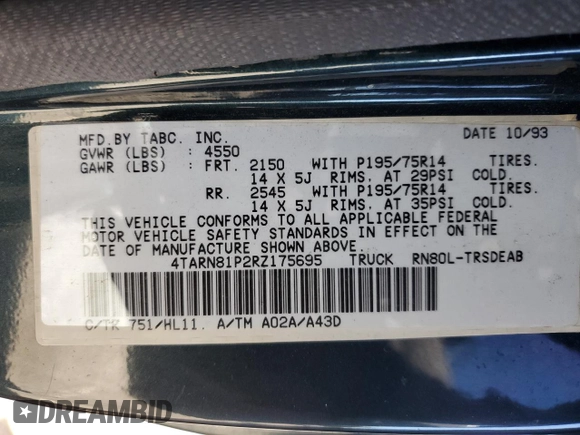 MFD.BY TABC. INC. DATE 10/93
GVWR (LBS) : 4550
GAWR (LBS) : FRT. 2150 WITH P195/75R14 TIRES.
14 X 5J RIMS. AT 29PSI COLD.
RR. 2545 WITH P195/75R14 TIRES.
14 X 5J RIMS. AT 35PSI COLD.
THIS VEHICLE CONFORMS TO ALL APPLICABLE FEDERAL
MOTOR VEHICLE SAFETY STANDARDS IN EFFECT ON THE
DATE OF MANUFACTURE SHOWN ABOVE.
4TARN81P2RZ175695 TRUCK RN80L-TRSDEAB
C/TR 751/HL11. A/TM A02A/A43D
DREAMBID